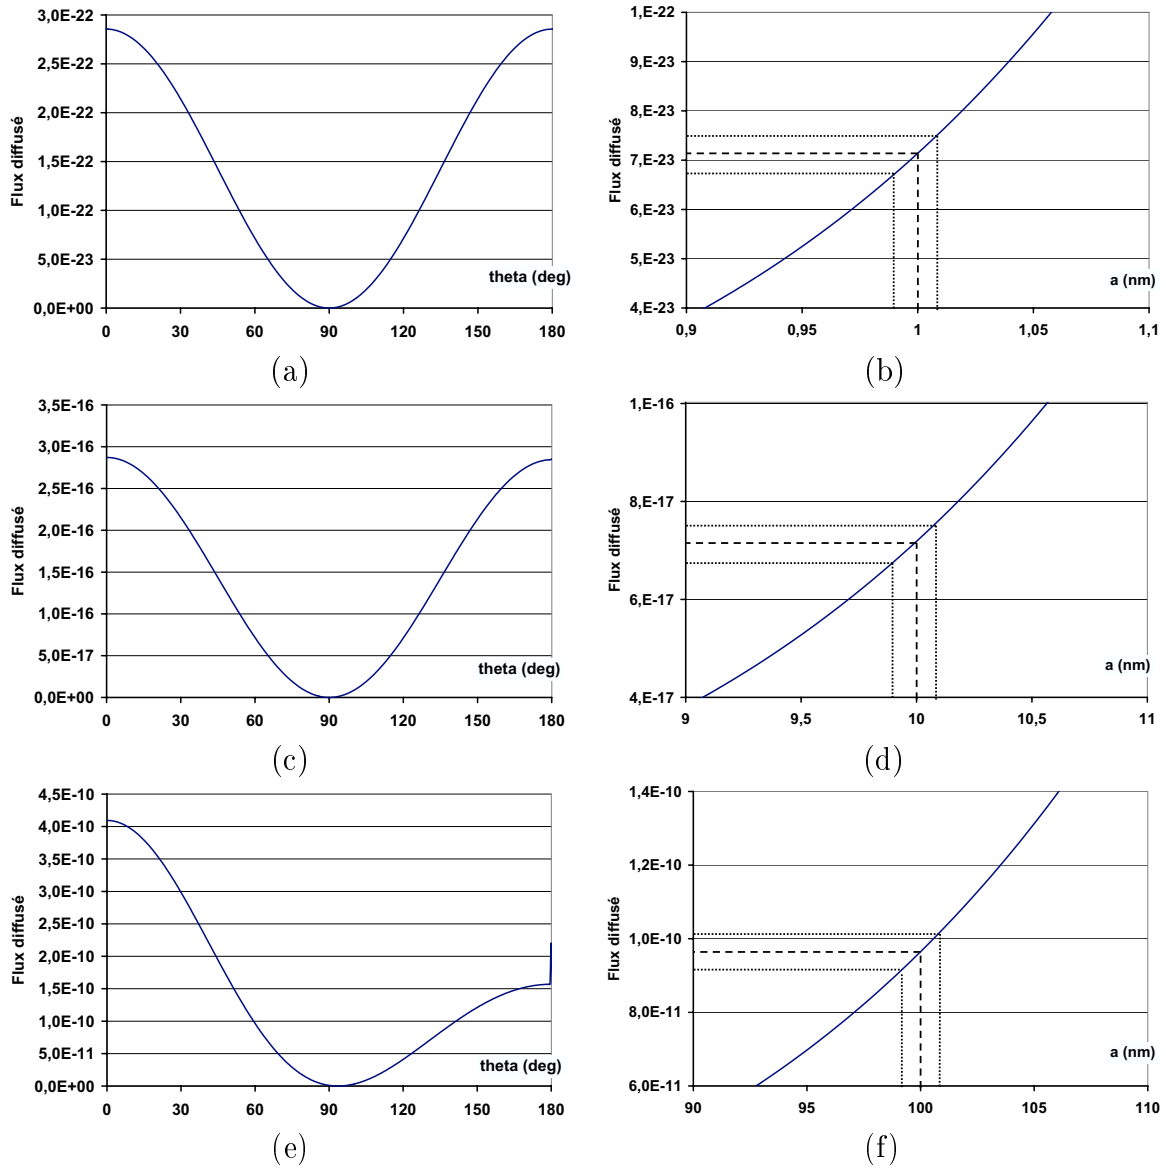 3,0E-22
2,5E-22
2,0E-22
1,5E-22
1,0E-22
5,0E-23
0,0E+00
Flux diffusé
theta (deg)
0 30 60 90 120 150 180
(a)
1,E-22
9,E-23
8,E-23
7,E-23
6,E-23
5,E-23
4,E-23
Flux diffusé
a (nm)
0,9 0,95 1 1,05 1,1
(b)
3,5E-16
3,0E-16
2,5E-16
2,0E-16
1,5E-16
1,0E-16
5,0E-17
0,0E+00
Flux diffusé
theta (deg)
0 30 60 90 120 150 180
(c)
1,E-16
8,E-17
6,E-17
4,E-17
Flux diffusé
a (nm)
9 9,5 10 10,5 11
(d)
4,5E-10
4,0E-10
3,5E-10
3,0E-10
2,5E-10
2,0E-10
1,5E-10
1,0E-10
5,0E-11
0,0E+00
Flux diffusé
theta (deg)
0 30 60 90 120 150 180
(e)
1,4E-10
1,2E-10
1,0E-10
8,0E-11
6,0E-11
Flux diffusé
a (nm)
90 95 100 105 110
(f)